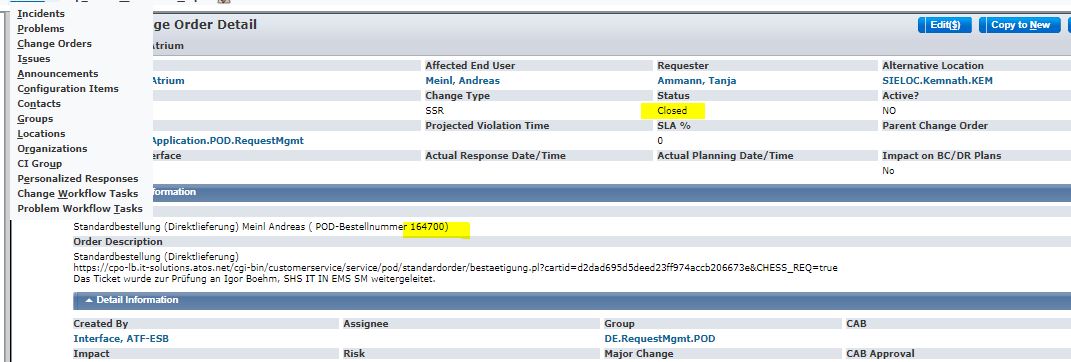 Incidents
Problems
Change Orders
Issues
Announcements
Configuration Items
Contacts
Groups
Locations
Organizations
CI Group
Personalized Responses
Change Workflow Tasks
Problem Workflow Tasks
ge Order Detail
Edit($)
Copy to New
Atrium
Affected End User Requester Alternative Location
Atrium Meinl, Andreas Ammann, Tanja SIELOC.Kemnath.KEM
Change Type Status Active?
SSR Closed NO
Projected Violation Time SLA % Parent Change Order
Application.POD.RequestMgmt 0
erface Actual Response Date/Time Actual Planning Date/Time Impact on BC/DR Plans
No
formation
Standardbestellung (Direktlieferung) Meinl Andreas ( POD-Bestellnummer 164700)
Order Description
Standardbestellung (Direktlieferung)
https://cpo-lb.it-solutions.atos.net/cgi-bin/customerservice/service/pod/standardorder/bestaetigung.pl?cartid=d2dad695d5deed23ff974accb206673e&CHESS_REQ=true
Das Ticket wurde zur Prüfung an Igor Boehm, SHS IT IN EMS SM weitergeleitet.
Detail Information
Created By Assignee Group CAB
Interface, ATF-ESB DE.RequestMgmt.POD
Impact Risk Major Change CAB Approval